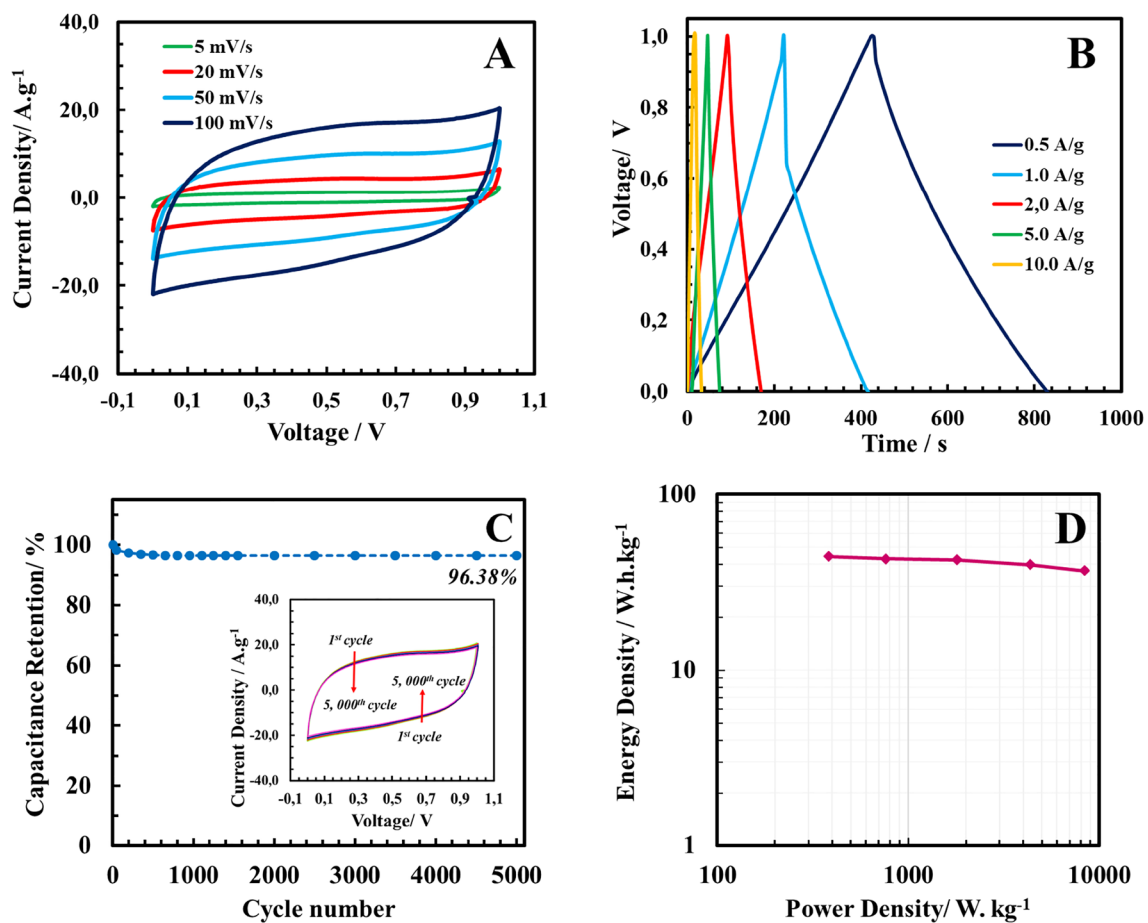 A
5 mV/s
20 mV/s
50 mV/s
100 mV/s
40,0
20,0
0,0
-20,0
-40,0
Current Density/ A.g-1
-0,1 0,1 0,3 0,5 0,7 0,9 1,1
Voltage / V
B
1,0
0,8
0,6
0,4
0,2
0,0
Voltage/ V
0.5 A/g
1.0 A/g
2,0 A/g
5.0 A/g
10.0 A/g
0 200 400 600 800 1000
Time / s
C
120
100
80
60
40
20
0
Capacitance Retention/ %
96.38%
40,0
20,0
0,0
-20,0
-40,0
Current Density / A.g-1
1st cycle
5, 000th cycle
5, 000th cycle
1st cycle
-0,1 0,1 0,3 0,5 0,7 0,9 1,1
Voltage/ V
0 1000 2000 3000 4000 5000
Cycle number
D
100
10
1
Energy Density / W.h.kg-1
100 1000 10000
Power Density/ W. kg-1